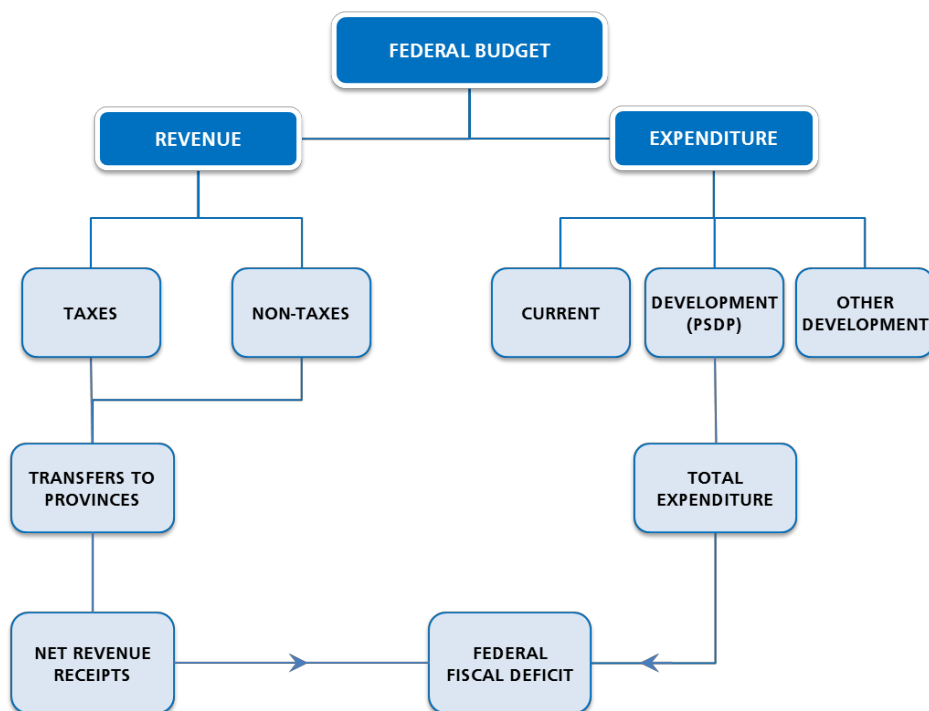 FEDERAL BUDGET
REVENUE
EXPENDITURE
TAXES
NON-TAXES
CURRENT
DEVELOPMENT
(PSDP)
OTHER
DEVELOPMENT
TRANSFERS TO
PROVINCES
TOTAL
EXPENDITURE
NET REVENUE
RECEIPTS
FEDERAL
FISCAL DEFICIT